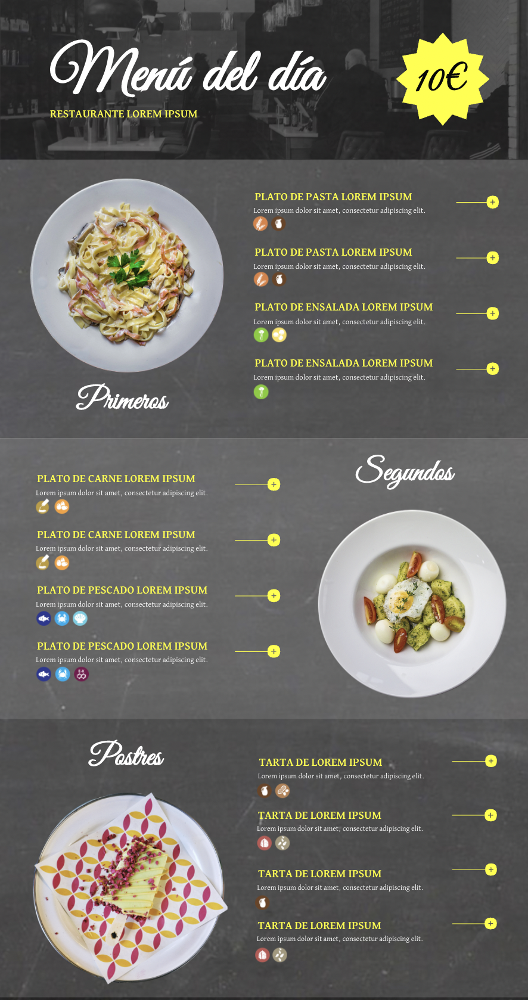 Menú del día
10€
RESTAURANTE LOREM IPSUM
PLATO DE PASTA LOREM IPSUM
+
Lorem ipsum dolor sit amet, consectetur adipiscing elit.
PLATO DE PASTA LOREM IPSUM
+
Lorem ipsum dolor sit amet, consectetur adipiscing elit.
PLATO DE ENSALADA LOREM IPSUM
+
Lorem ipsum dolor sit amet, consectetur adipiscing elit.
PLATO DE ENSALADA LOREM IPSUM
+
Lorem ipsum dolor sit amet, consectetur adipiscing elit.
Primeros
Segundos
PLATO DE CARNE LOREM IPSUM
+
Lorem ipsum dolor sit amet, consectetur adipiscing elit.
PLATO DE CARNE LOREM IPSUM
+
Lorem ipsum dolor sit amet, consectetur adipiscing elit.
PLATO DE PESCADO LOREM IPSUM
+
Lorem ipsum dolor sit amet, consectetur adipiscing elit.
PLATO DE PESCADO LOREM IPSUM
+
Lorem ipsum dolor sit amet, consectetur adipiscing elit.
E-X
Postres
TARTA DE LOREM IPSUM
+
Lorem ipsum dolor sit amet, consectetur adipiscing elit.
TARTA DE LOREM IPSUM
+
Lorem ipsum dolor sit amet, consectetur adipiscing elit.
TARTA DE LOREM IPSUM
+
Lorem ipsum dolor sit amet, consectetur adipiscing elit.
TARTA DE LOREM IPSUM
+
Lorem ipsum dolor sit amet, consectetur adipiscing elit.